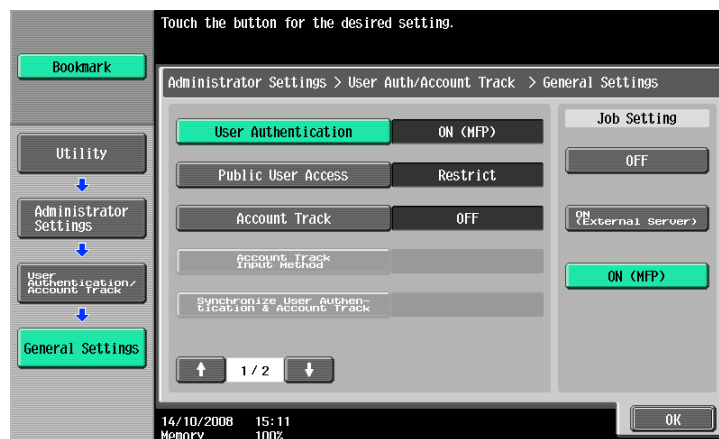 Touch the button for the desired setting.
Bookmark
Administrator Settings > User Auth/Account Track > General Settings
User Authentication
ON (MFP)
Job Setting
Utility
OFF
Public User Access
Restrict
Administrator
Settings
Account Track
OFF
ON
(External Server)
Account Track
Input Method
User
Authentication/
Account Track
ON (MFP)
Synchronize User Authen-
tication & Account Track
General Settings
1/2
14/10/2008 15:11
Memory 100%
OK